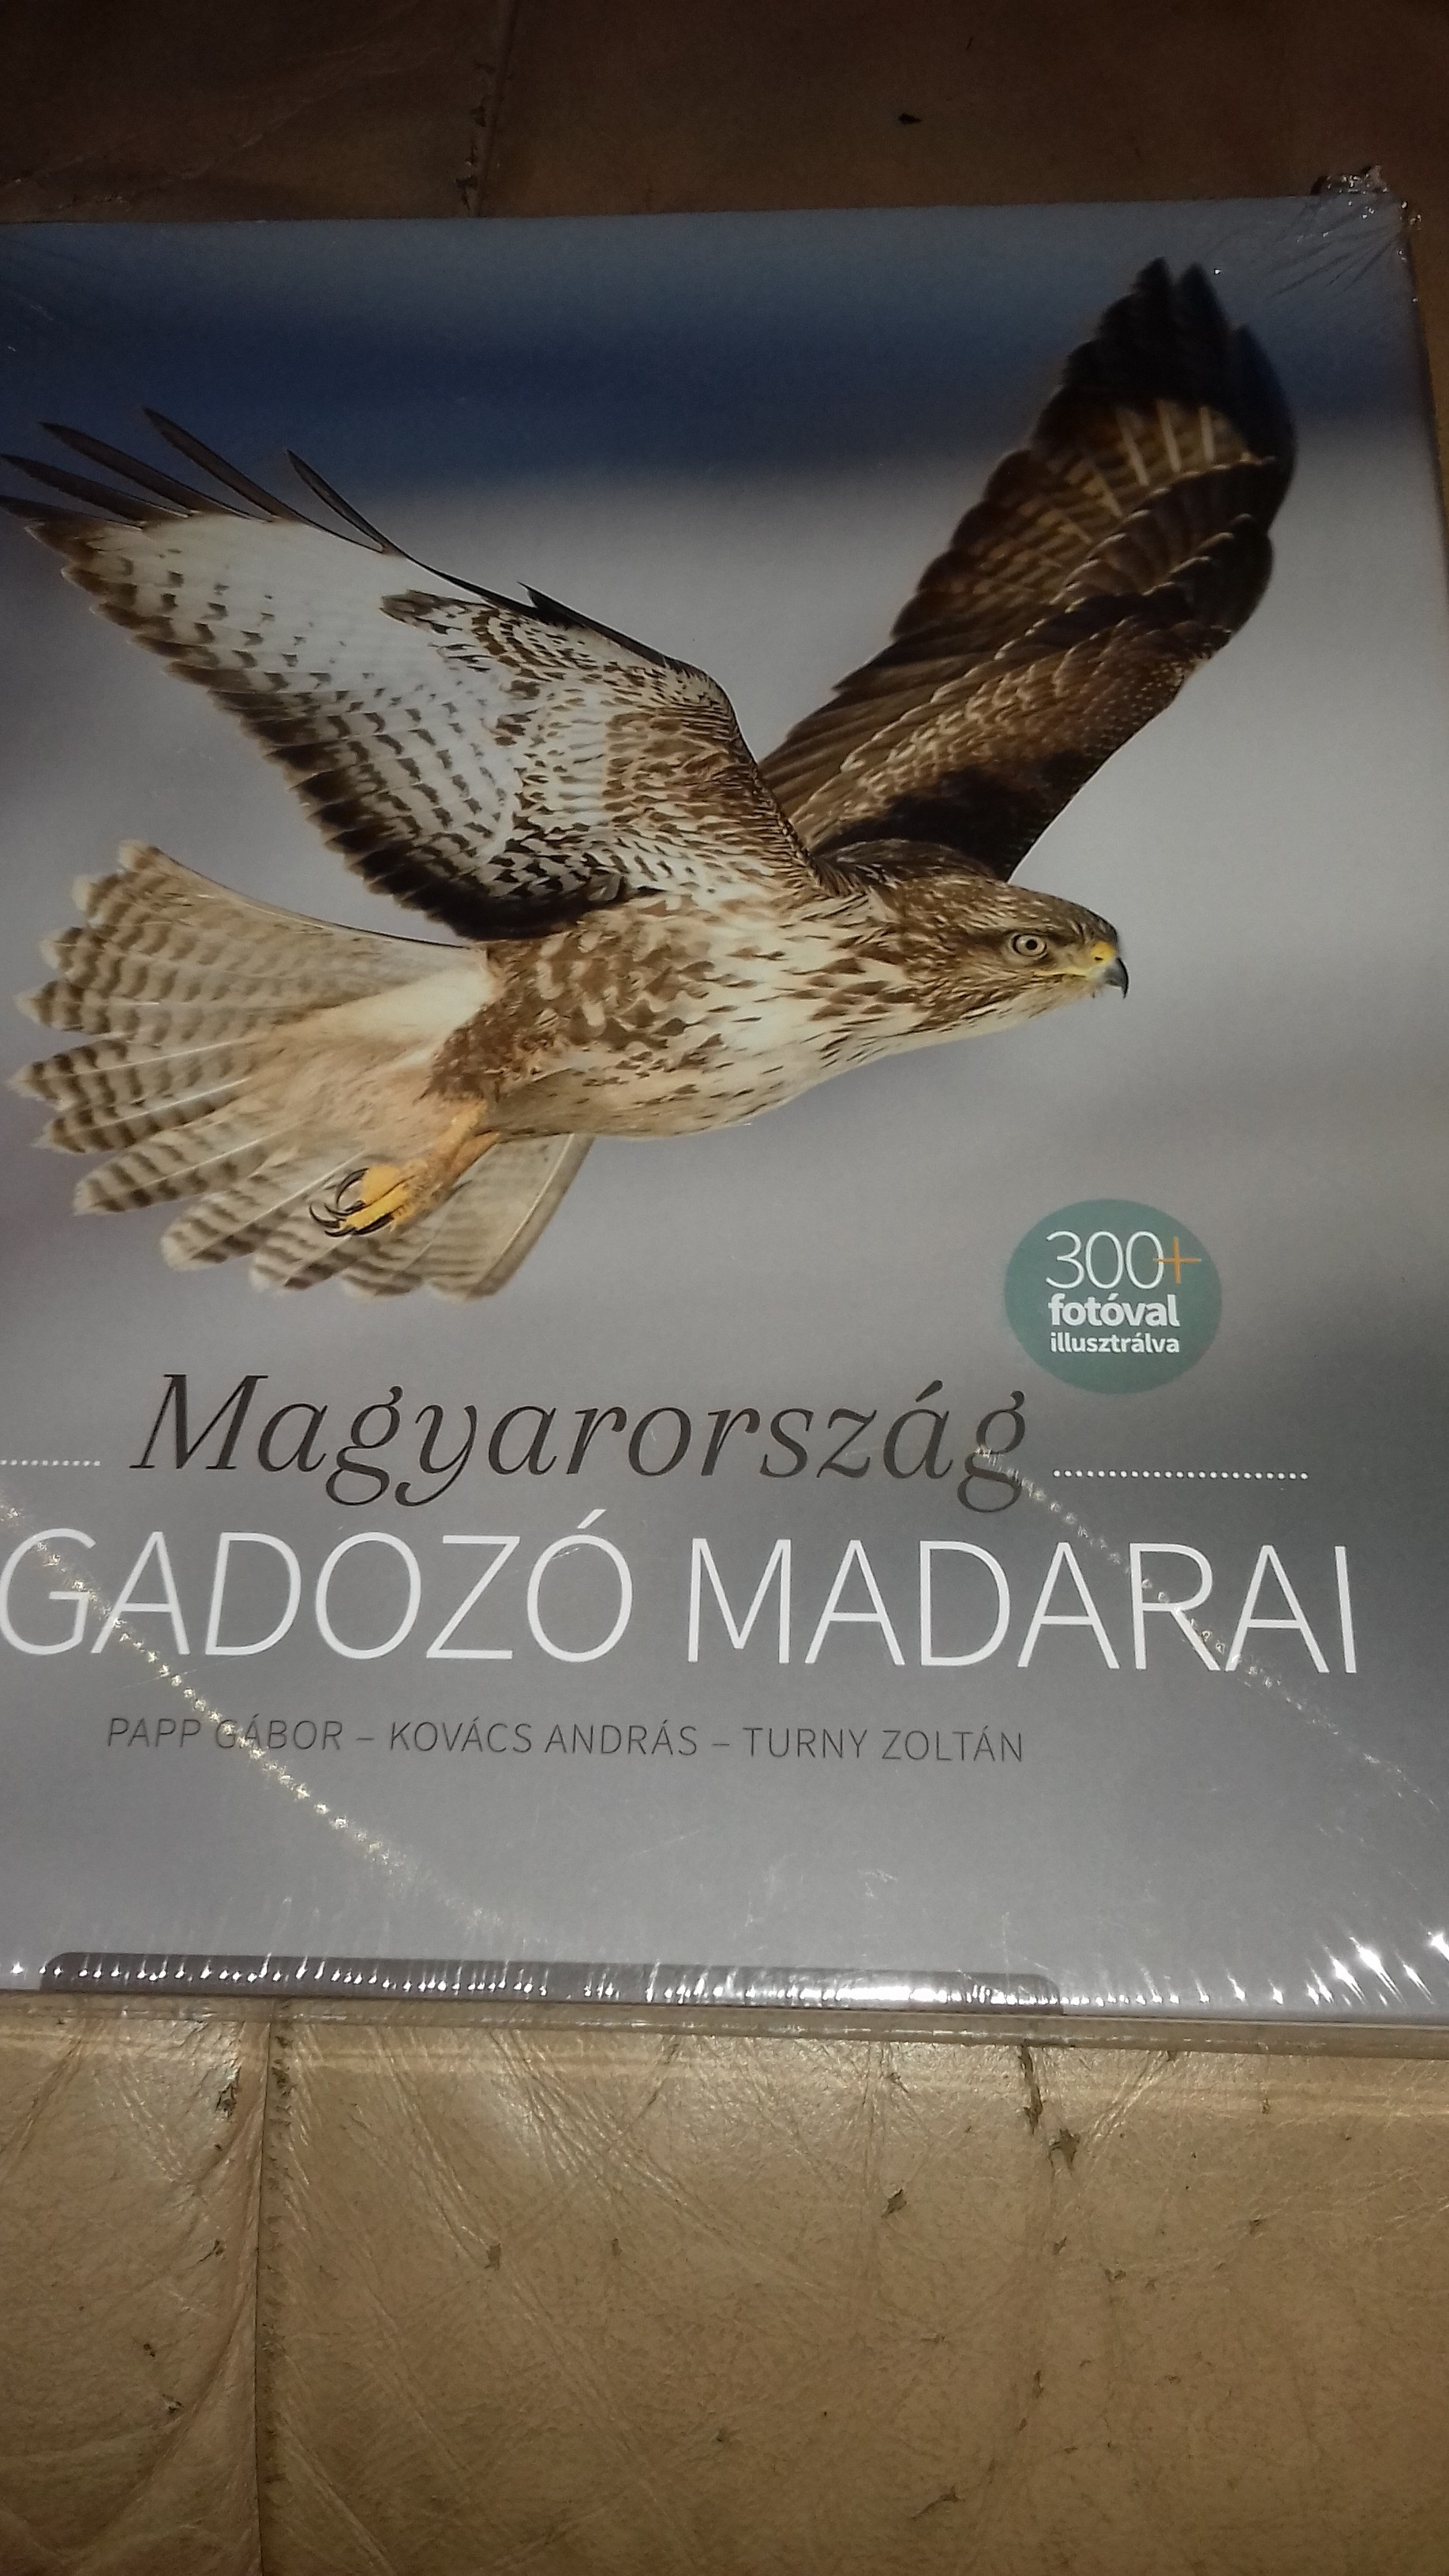 300+
fotóval
illusztrálva
Magyarország
GADOZÓ MADARAI
PAPP GÁBOR – KOVÁCS ANDRÁS – TURNY ZOLTÁN